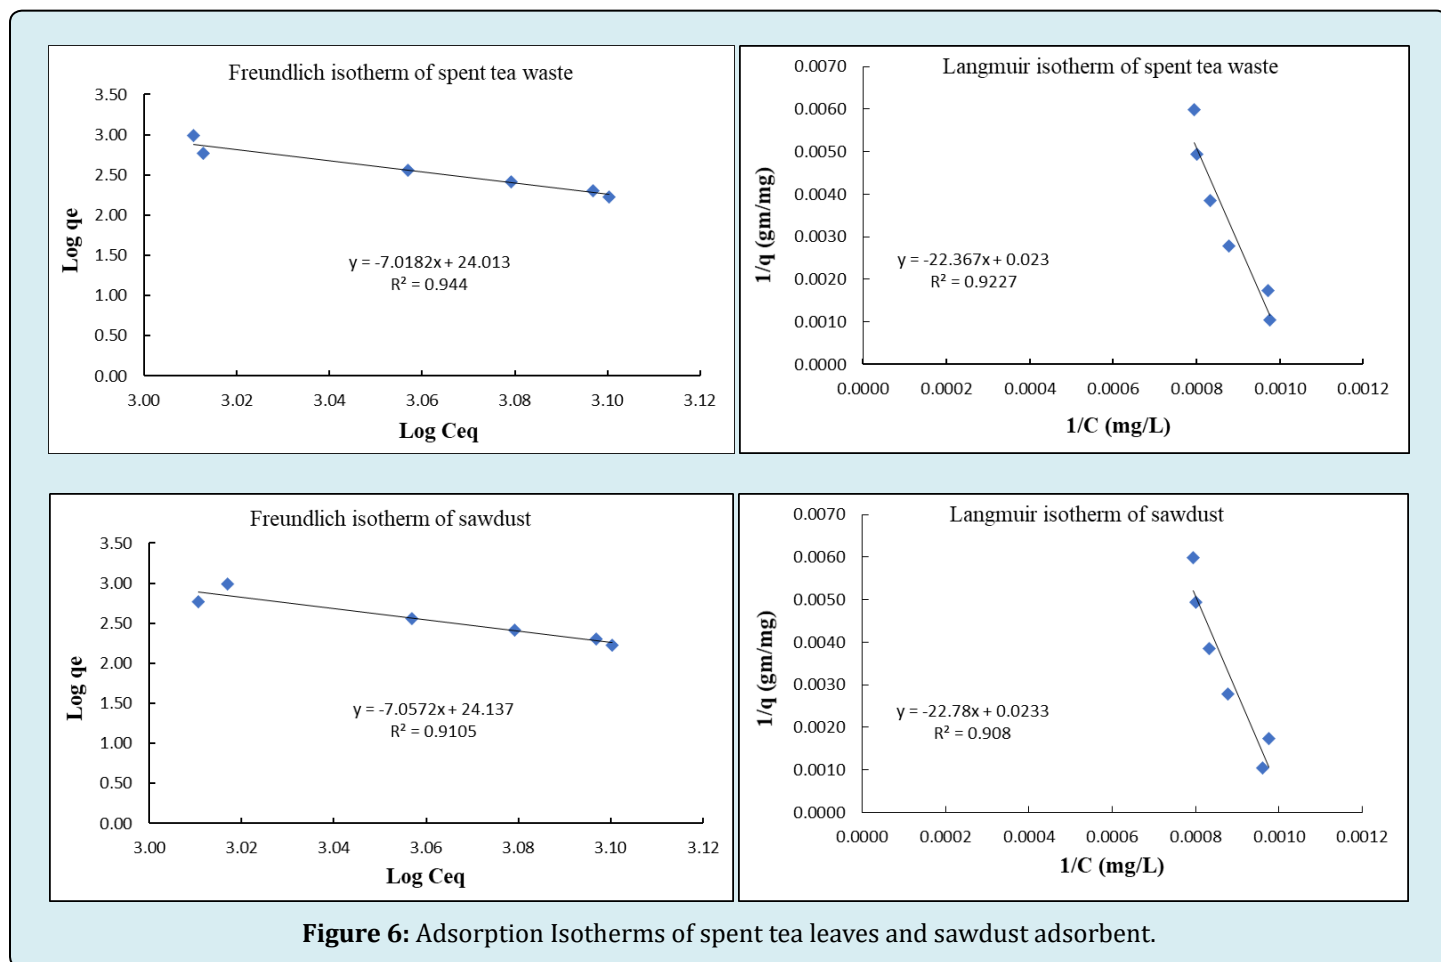 Freundlich isotherm of spent tea waste
3.50
3.00
2.50
2.00
1.50
1.00
0.50
0.00
Log qe
y = -7.0182x + 24.013
R² = 0.944
3.00 3.02 3.04 3.06 3.08 3.10 3.12
Log Ceq
Langmuir isotherm of spent tea waste
0.0070
0.0060
0.0050
0.0040
0.0030
0.0020
0.0010
0.0000
1/q (gm/mg)
y = -22.367x + 0.023
R² = 0.9227
0.0000 0.0002 0.0004 0.0006 0.0008 0.0010 0.0012
1/C (mg/L)
Freundlich isotherm of sawdust
3.50
3.00
2.50
2.00
1.50
1.00
0.50
0.00
Log qe
y = -7.0572x + 24.137
R² = 0.9105
3.00 3.02 3.04 3.06 3.08 3.10 3.12
Log Ceq
Langmuir isotherm of sawdust
0.0070
0.0060
0.0050
0.0040
0.0030
0.0020
0.0010
0.0000
1/q (gm/mg)
y = -22.78x + 0.0233
R² = 0.908
0.0000 0.0002 0.0004 0.0006 0.0008 0.0010 0.0012
1/C (mg/L)
Figure 6: Adsorption Isotherms of spent tea leaves and sawdust adsorbent.